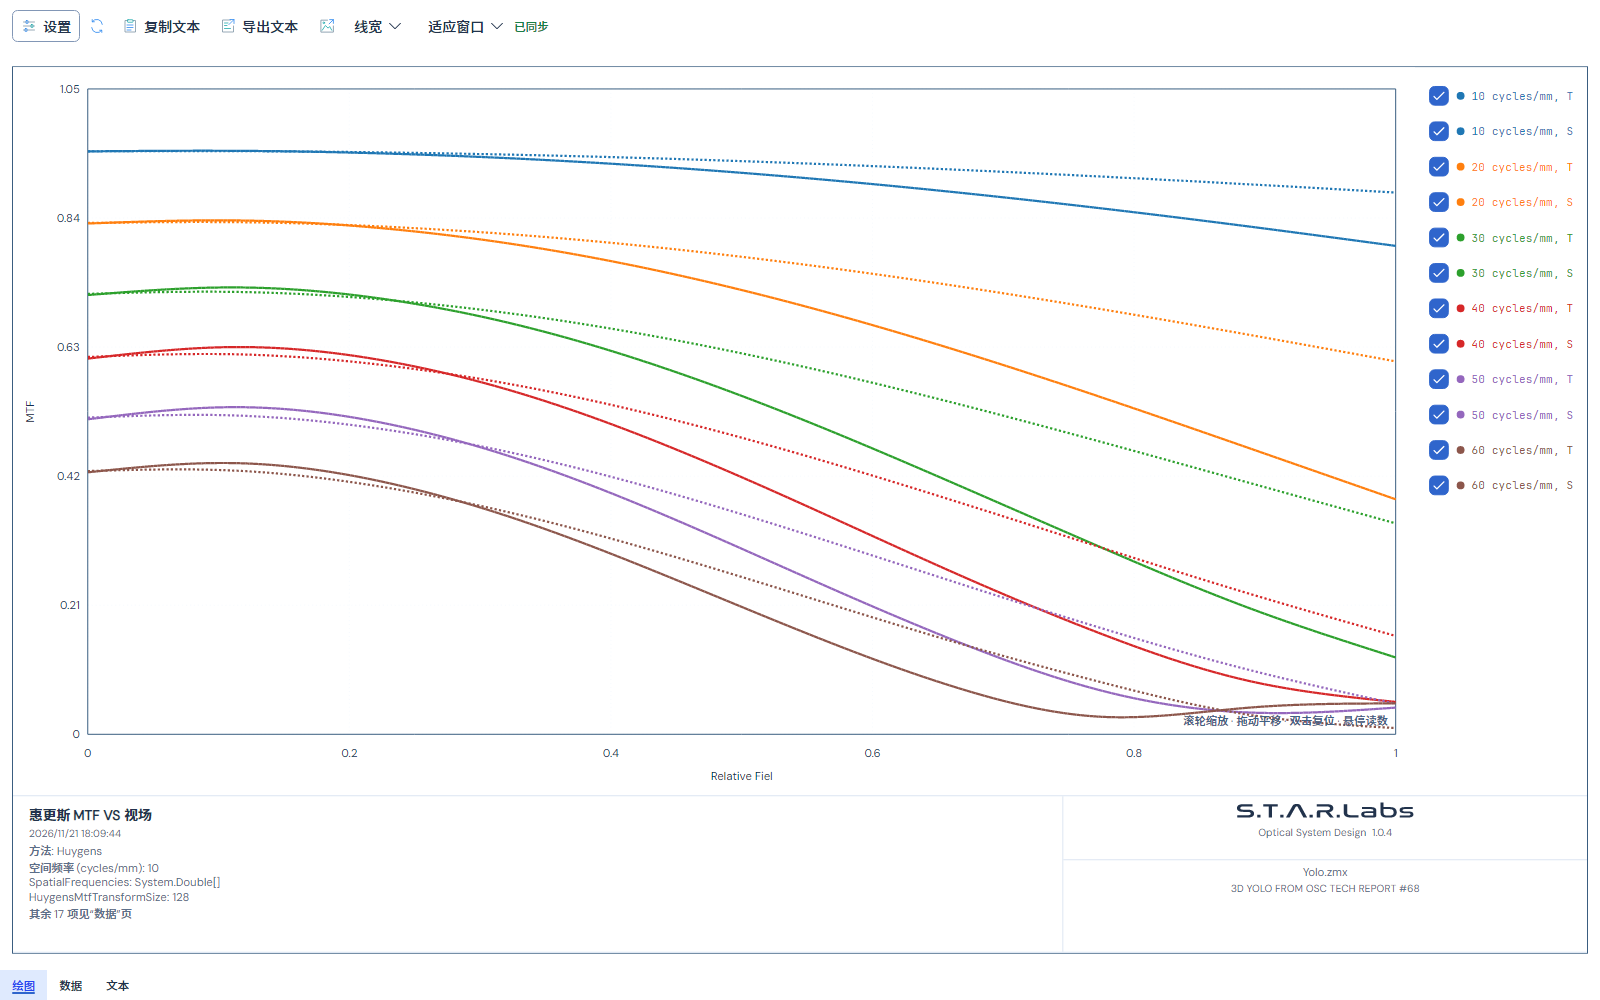 设置
复制文本
导出文本
线宽
适应窗口
已同步
1.05
0.84
0.63
0.42
0.21
0
MTF
0
0.2
0.4
0.6
0.8
1
Relative Fiel
滚轮缩放 · 拖动平移 · 双击复位 · 悬停读数
10 cycles/mm, T
10 cycles/mm, S
20 cycles/mm, T
20 cycles/mm, S
30 cycles/mm, T
30 cycles/mm, S
40 cycles/mm, T
40 cycles/mm, S
50 cycles/mm, T
50 cycles/mm, S
60 cycles/mm, T
60 cycles/mm, S
惠更斯 MTF VS 视场
2026/11/21 18:09:44
方法: Huygens
空间频率 (cycles/mm): 10
SpatialFrequencies: System.Double[]
HuygensMtfTransformSize: 128
其余 17 项见“数据”页
S.T.A.R.Labs
Optical System Design 1.0.4
Yolo.zmx
3D YOLO FROM OSC TECH REPORT #68
绘图
数据
文本